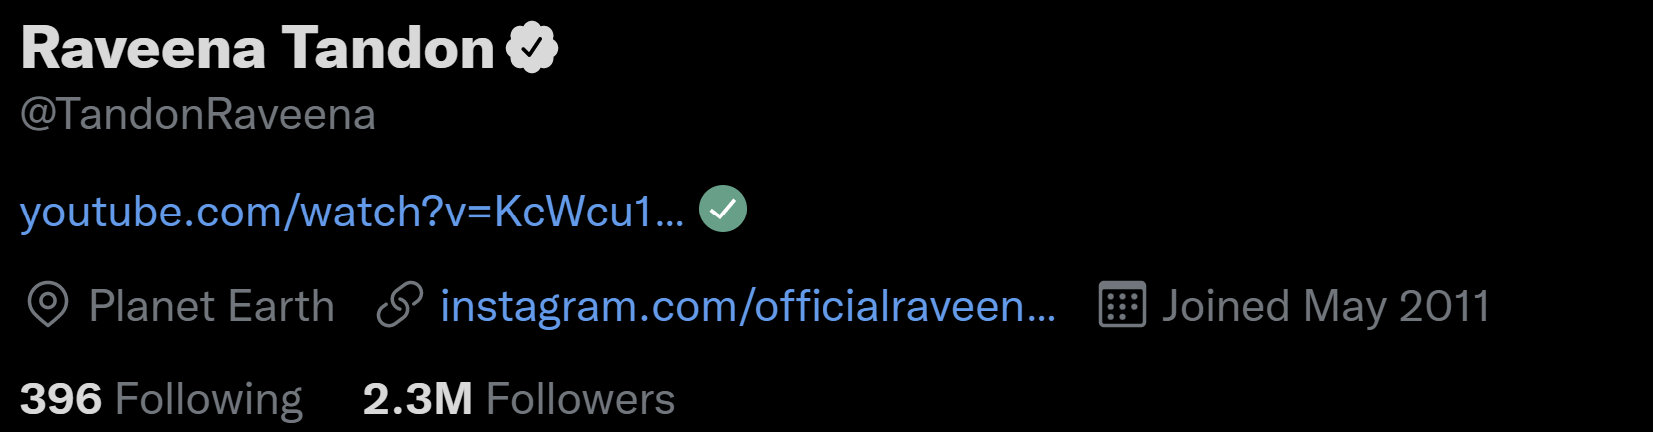 Raveena Tandon
@TandonRaveena
youtube.com/watch?v=KcWcu1...
Planet Earth instagram.com/officialraveen... Joined May 2011
396 Following 2.3M Followers